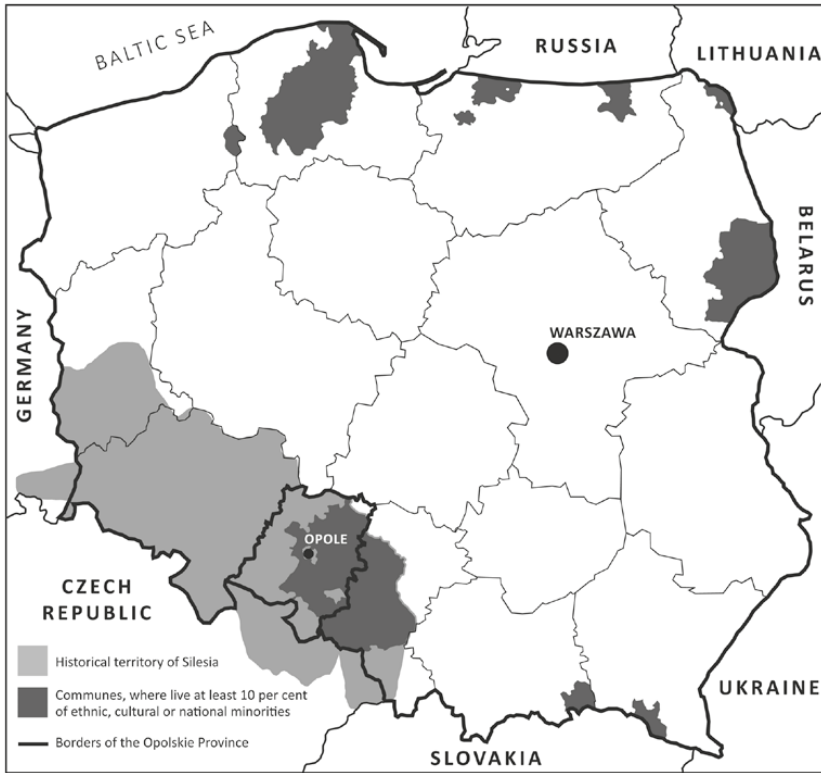 BALTIC SEA
RUSSIA
LITHUANIA
BELARUS
WARSZAWA
GERMANY
OPOLE
CZECH
REPUBLIC
Historical territory of Silesia
Communes, where live at least 10 per cent
of ethnic, cultural or national minorities
Borders of the Opolskie Province
UKRAINE
SLOVAKIA